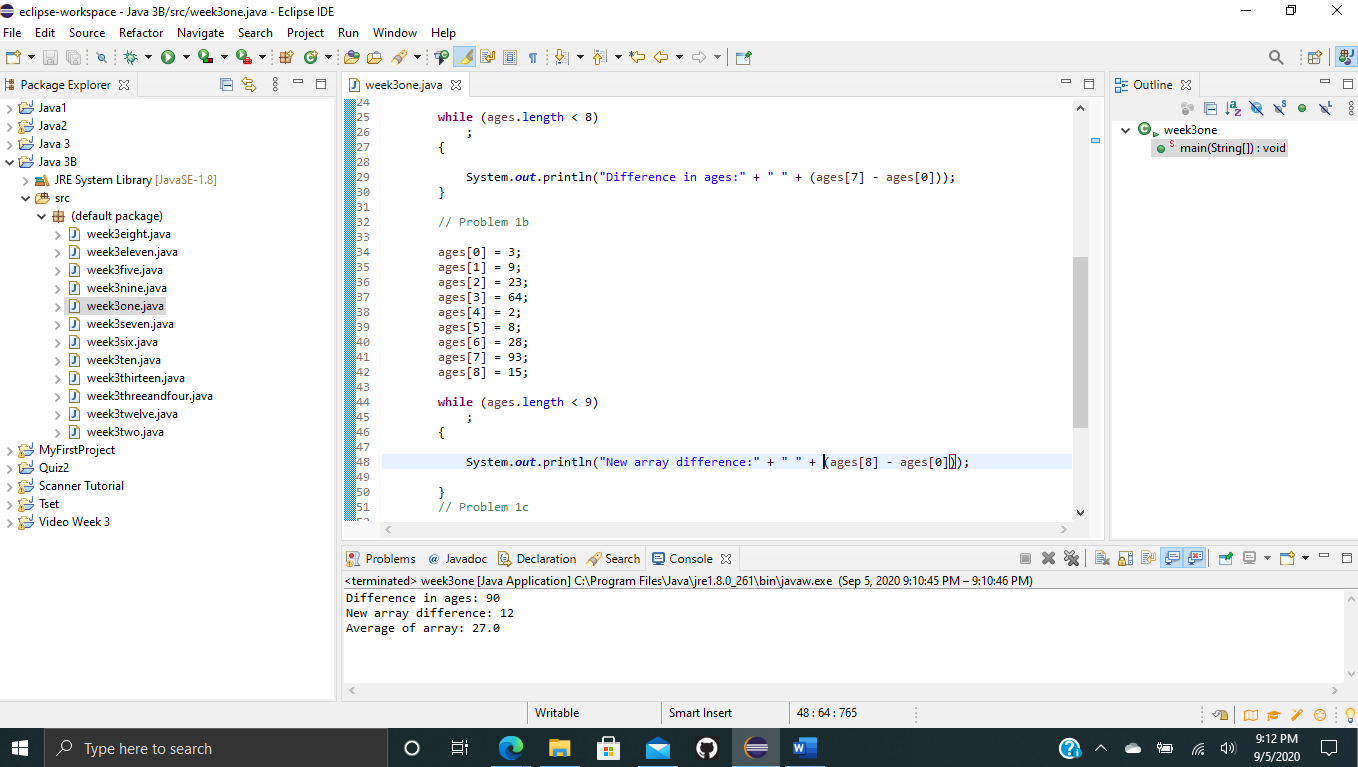 eclipse-workspace - Java 3B/src/week3one.java - Eclipse IDE
File Edit Source Refactor Navigate Search Project Run Window Help
Package Explorer
Java1
Java2
Java 3
Java 3B
JRE System Library [JavaSE-1.8]
src
(default package)
week3eight.java
week3eleven.java
week3five.java
week3nine.java
week3one.java
week3seven.java
week3six.java
week3ten.java
week3thirteen.java
week3threeandfour.java
week3twelve.java
week3two.java
MyFirstProject
Quiz2
Scanner Tutorial
Tset
Video Week 3
week3one.java
24
25 while (ages.length < 8)
26 ;
27 {
28
29 System.out.println("Difference in ages:" + " " + (ages[7] - ages[0]));
30 }
31
32 // Problem 1b
33
34 ages[0] = 3;
35 ages[1] = 9;
36 ages[2] = 23;
37 ages[3] = 64;
38 ages[4] = 2;
39 ages[5] = 8;
40 ages[6] = 28;
41 ages[7] = 93;
42 ages[8] = 15;
43
44 while (ages.length < 9)
45 ;
46 {
47
48 System.out.println("New array difference:" + " " + (ages[8] - ages[0]));
49
50 }
51 // Problem 1c
Outline
week3one
main(String[]) : void
Problems @ Javadoc Declaration Search Console
<terminated> week3one [Java Application] C:\Program Files\Java\jre1.8.0_261\bin\javaw.exe (Sep 5, 2020 9:10:45 PM – 9:10:46 PM)
Difference in ages: 90
New array difference: 12
Average of array: 27.0
Writable Smart Insert 48 : 64 : 765
Type here to search
9:12 PM
9/5/2020